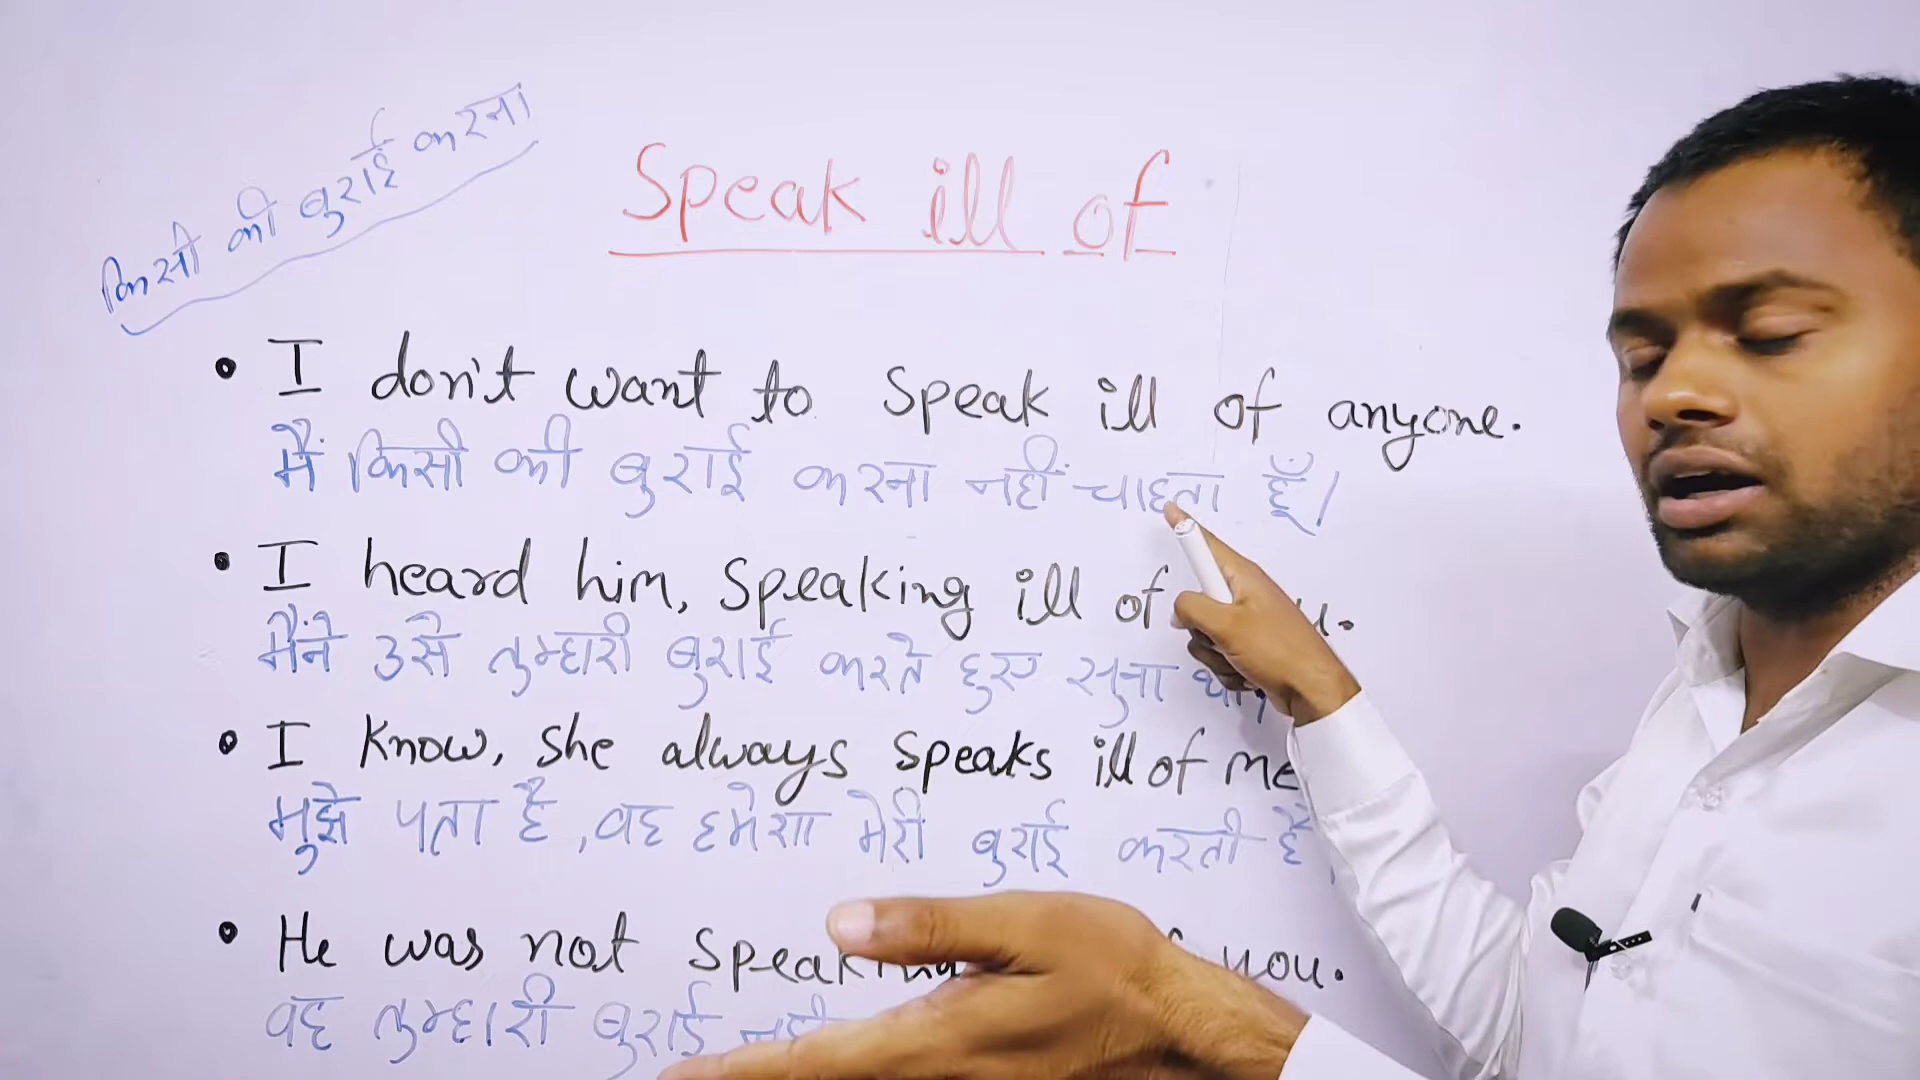 किसी की बुराई करना
Speak ill of
• I don't want to speak ill of anyone.
मैं किसी की बुराई करना नहीं चाहता हूँ।
• I heard him, speaking ill of
मैंने उसे तुम्हारी बुराई करते हुए सुना था
• I know, she always speaks ill of me
मुझे पता है, वह हमेशा मेरी बुराई करती है
• He was not you.
वह तुम्हारी बुराई नहीं